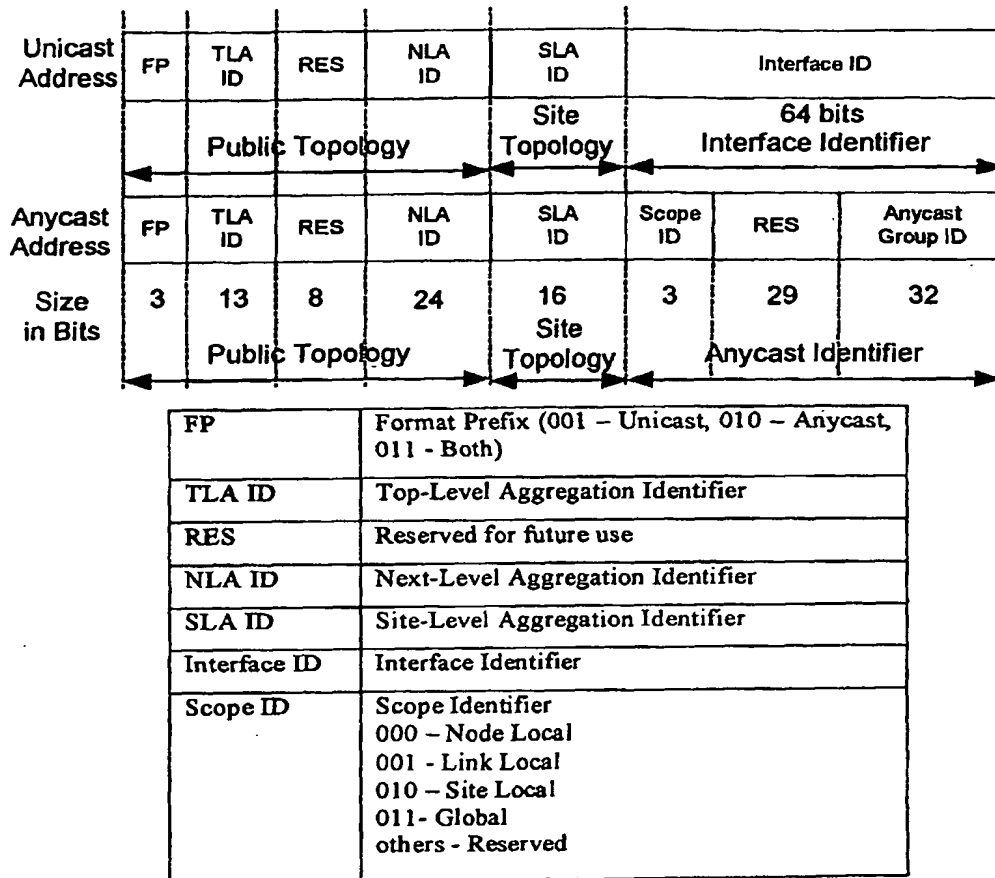 Unicast Address FP TLA ID RES NLA ID SLA ID Interface ID
Public Topology Site Topology 64 bits Interface Identifier
Anycast Address FP TLA ID RES NLA ID SLA ID Scope ID RES Anycast Group ID
Size in Bits 3 13 8 24 16 3 29 32
Public Topology Site Topology Anycast Identifier
FP Format Prefix (001 – Unicast, 010 – Anycast,
011 - Both)
TLA ID Top-Level Aggregation Identifier
RES Reserved for future use
NLA ID Next-Level Aggregation Identifier
SLA ID Site-Level Aggregation Identifier
Interface ID Interface Identifier
Scope ID Scope Identifier
000 – Node Local
001 - Link Local
010 – Site Local
011- Global
others - Reserved